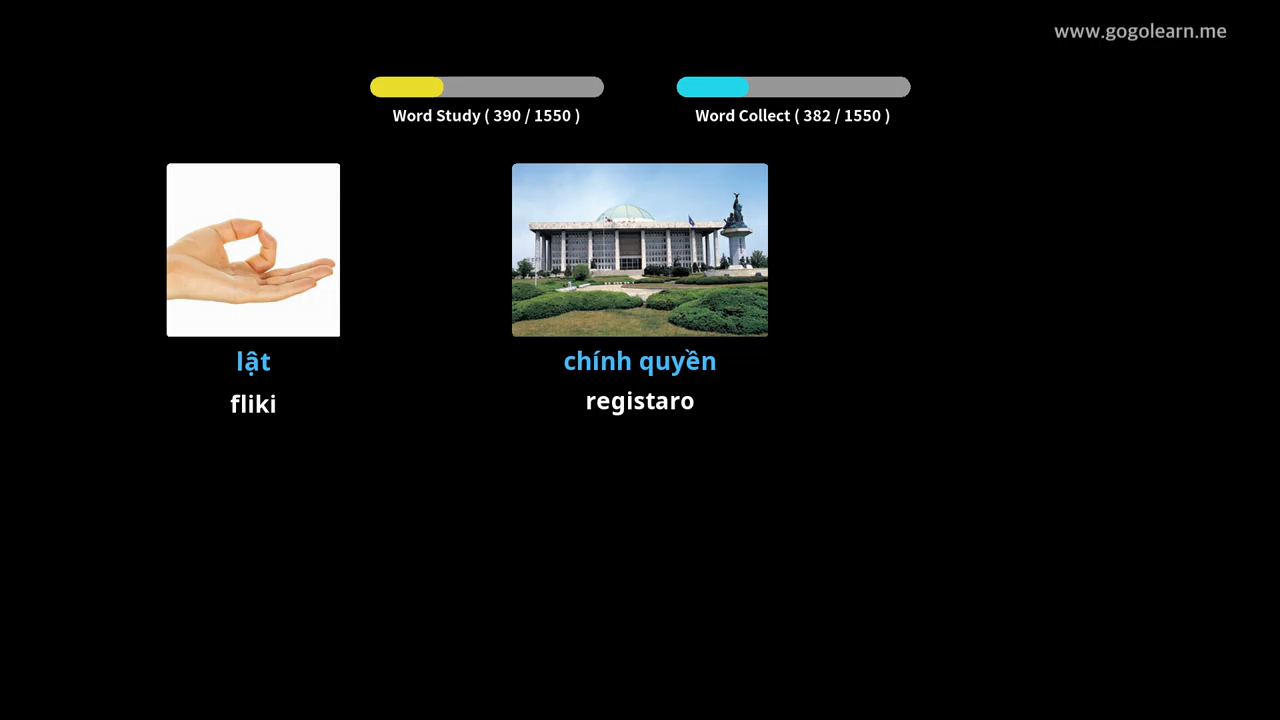 www.gogolearn.me
Word Study ( 390 / 1550 )
Word Collect ( 382 / 1550 )
lật
fliki
chính quyền
registaro